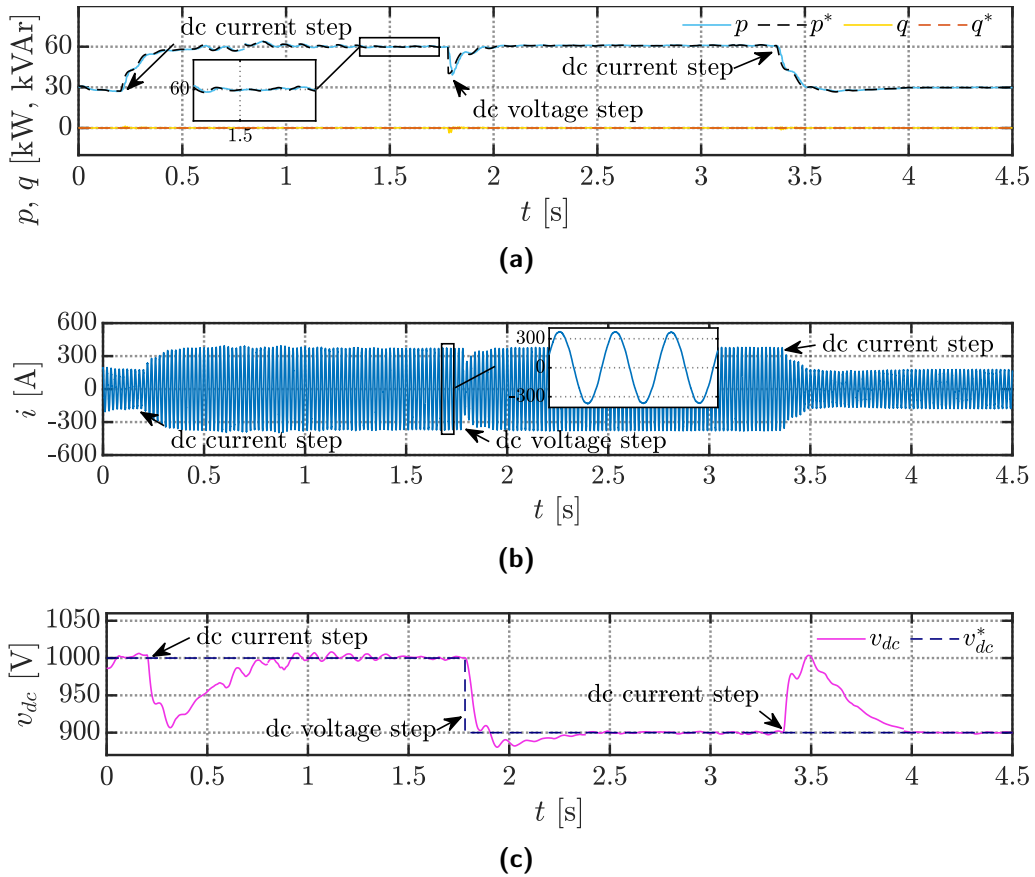 p, q [kW, kVAr]
60
30
0
dc current step
p p* q q*
dc current step
60
1.5
dc voltage step
0 0.5 1 1.5 2 2.5 3 3.5 4 4.5
t [s]
(a)
i [A]
600
300
0
-300
-600
300
0
-300
dc current step
dc current step
dc voltage step
0 0.5 1 1.5 2 2.5 3 3.5 4 4.5
t [s]
(b)
v_dc [V]
1050
1000
950
900
dc current step
v_dc v*_dc
dc current step
dc voltage step
0 0.5 1 1.5 2 2.5 3 3.5 4 4.5
t [s]
(c)